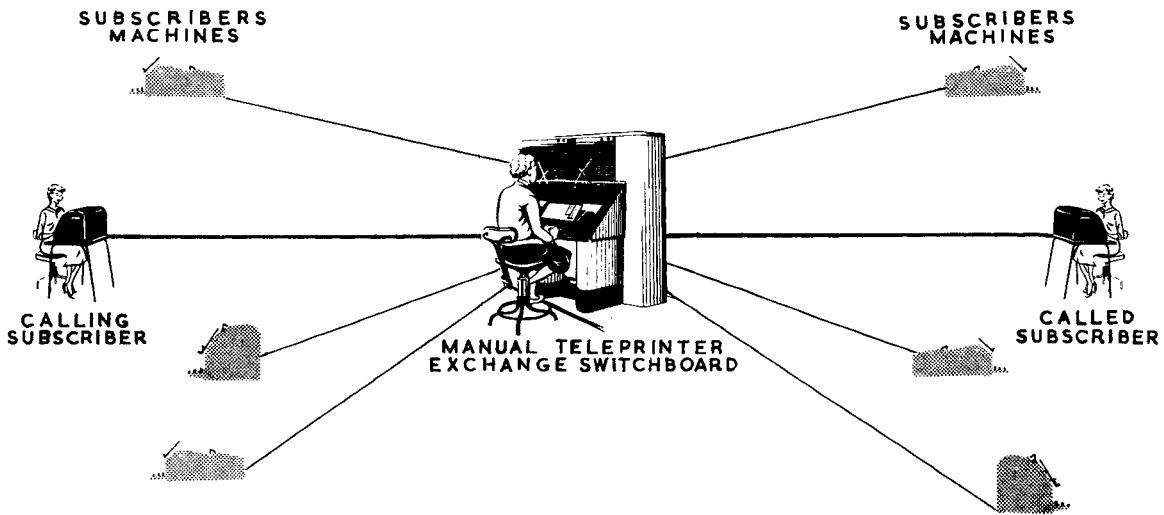 SUBSCRIBERS
MACHINES
SUBSCRIBERS
MACHINES
CALLING
SUBSCRIBER
MANUAL TELEPRINTER
EXCHANGE SWITCHBOARD
CALLED
SUBSCRIBER